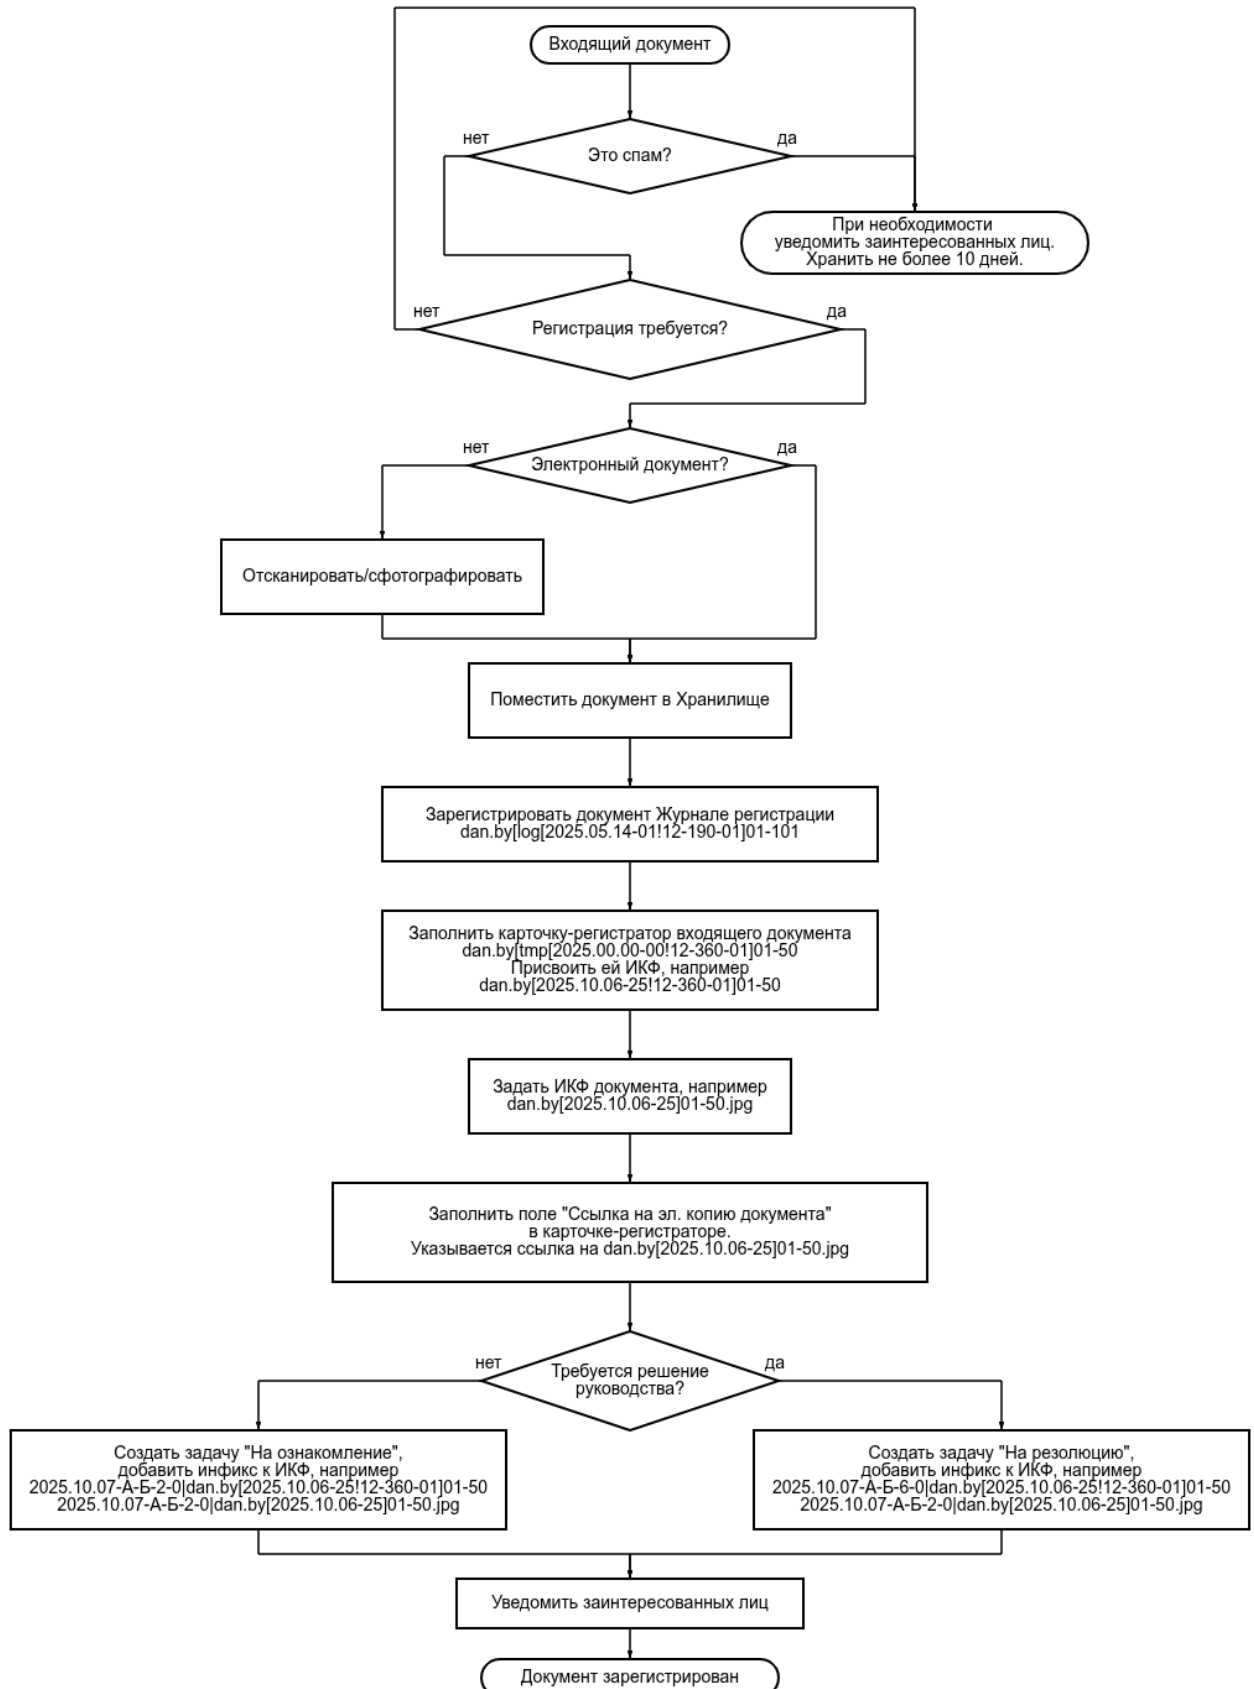 Входящий документ
нет
да
Это спам?
При необходимости
уведомить заинтересованных лиц.
Хранить не более 10 дней.
нет
да
Регистрация требуется?
нет
да
Электронный документ?
Отсканировать/сфотографировать
Поместить документ в Хранилище
Зарегистрировать документ Журнале регистрации
dan.by[log[2025.05.14-01!12-190-01]01-101
Заполнить карточку-регистратор входящего документа
dan.by[tmp[2025.00.00-00!12-360-01]01-50
Присвоить ей ИКФ, например
dan.by[2025.10.06-25!12-360-01]01-50
Задать ИКФ документа, например
dan.by[2025.10.06-25]01-50.jpg
Заполнить поле "Ссылка на эл. копию документа"
в карточке-регистраторе.
Указывается ссылка на dan.by[2025.10.06-25]01-50.jpg
нет
да
Требуется решение
руководства?
Создать задачу "На ознакомление",
добавить инфикс к ИКФ, например
2025.10.07-А-Б-2-0|dan.by[2025.10.06-25!12-360-01]01-50
2025.10.07-А-Б-2-0|dan.by[2025.10.06-25]01-50.jpg
Создать задачу "На резолюцию",
добавить инфикс к ИКФ, например
2025.10.07-А-Б-6-0|dan.by[2025.10.06-25!12-360-01]01-50
2025.10.07-А-Б-2-0|dan.by[2025.10.06-25]01-50.jpg
Уведомить заинтересованных лиц
Документ зарегистрирован